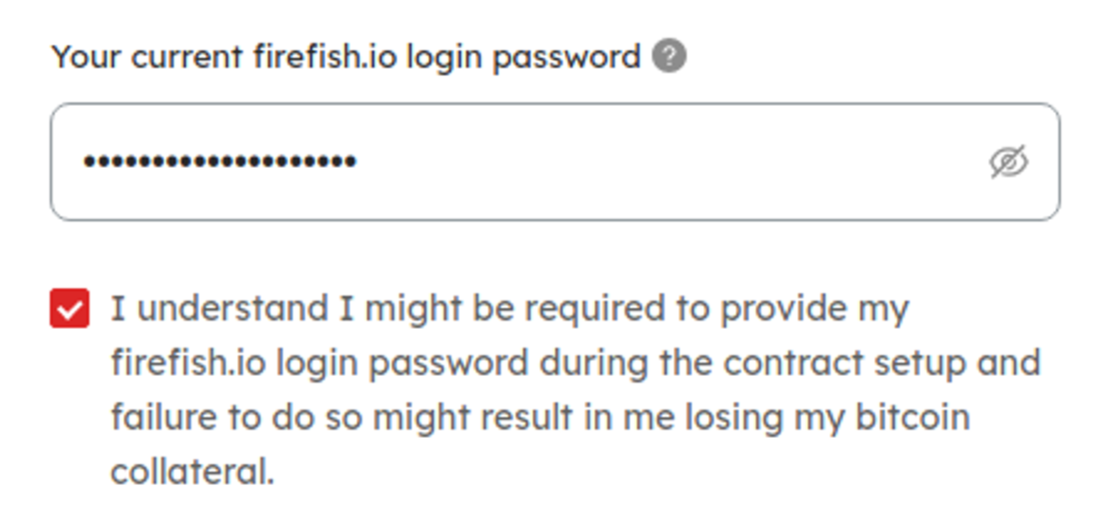 Your current firefish.io login password ?
••••••••••••••••••••
I understand I might be required to provide my
firefish.io login password during the contract setup and
failure to do so might result in me losing my bitcoin
collateral.